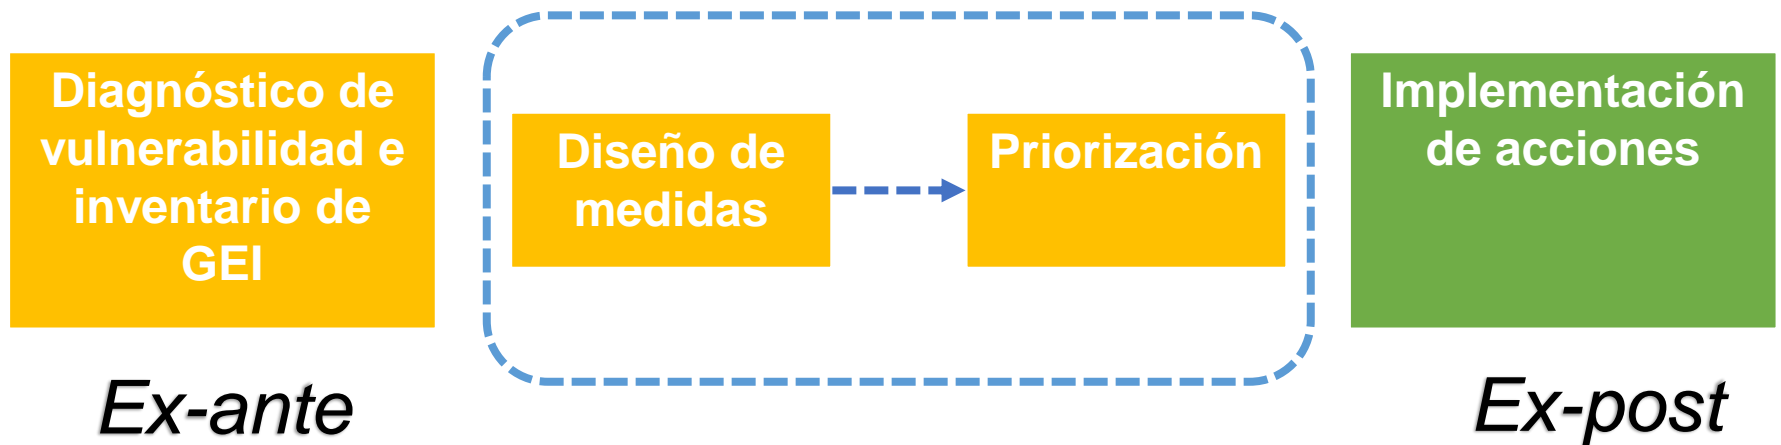 Diagnóstico de
vulnerabilidad e
inventario de
GEI
Diseño de
medidas
Priorización
Implementación
de acciones
Ex-ante
Ex-post